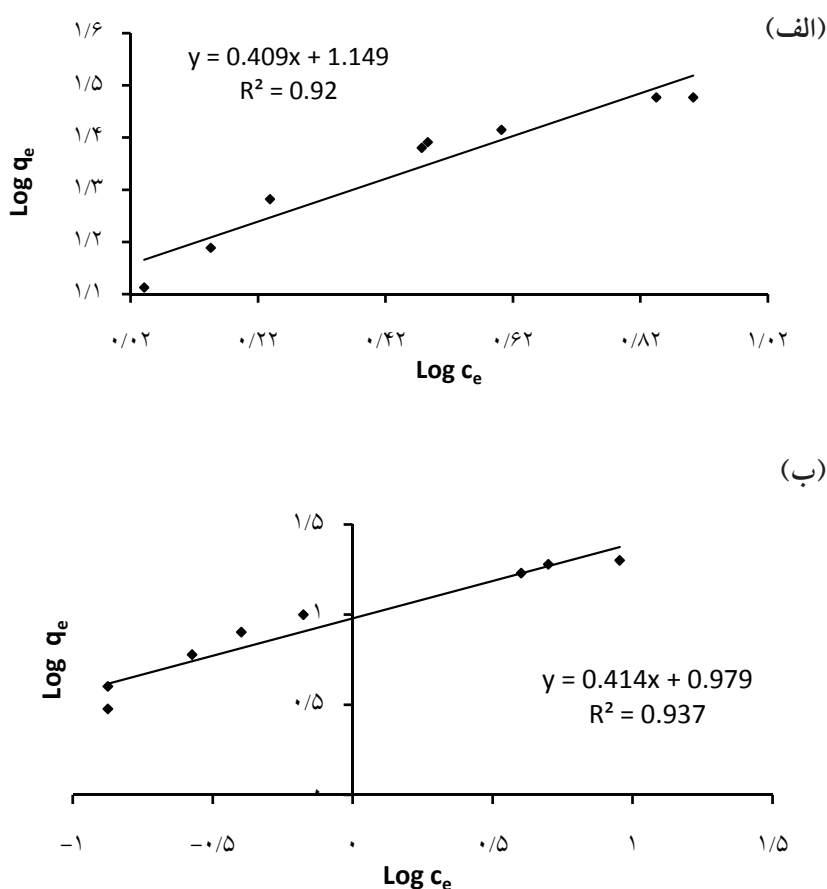 (الف)
y = 0.409x + 1.149
R² = 0.92
Log qₑ
۱/۶
۱/۵
۱/۴
۱/۳
۱/۲
۱/۱
۰/۰۲ ۰/۲۲ ۰/۴۲ ۰/۶۲ ۰/۸۲ ۱/۰۲
Log cₑ
(ب)
Log qₑ
۱/۵
۱
۰/۵
۰
y = 0.414x + 0.979
R² = 0.937
−۱ −۰/۵ ۰ ۰/۵ ۱ ۱/۵
Log cₑ